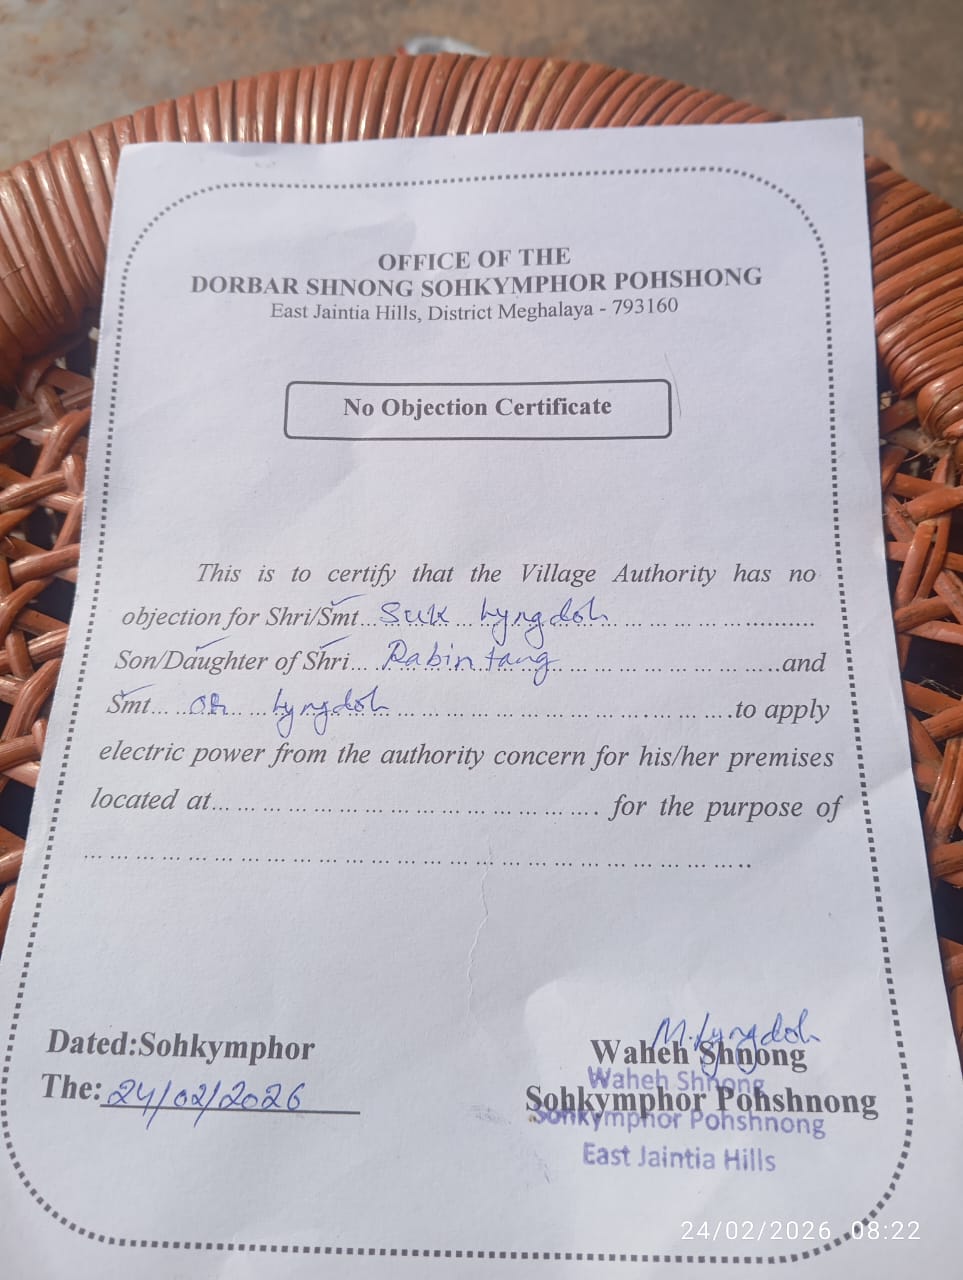 OFFICE OF THE
DORBAR SHNONG SOHKYMPHOR POHSHONG
East Jaintia Hills, District Meghalaya - 793160
No Objection Certificate
This is to certify that the Village Authority has no
objection for Shri/Smt... Suk Lyngdoh ... ... ... ... ..........
Son/Daughter of Shri... Rabin tang ... ... ... ... ... ... ... .....and
Smt... ... Lyngdoh ... ... ... ... ... ... ... ... ... ... ... ... ...to apply
electric power from the authority concern for his/her premises
located at... ... ... ... ... ... ... ... ... ... ... ... ... ... ... . for the purpose of
... ... ... ... ... ... ... ... ... ... ... ... ... ... ... ... ... ... ... ... ... ... ... ... ... ..
Dated:Sohkymphor
The: 24/02/2026
M. Lyngdoh
Waheh Shnong
Waheh Shnong
Sohkymphor Pohshnong
Sohkymphor Pohshnong
East Jaintia Hills
24/02/2026 08:22